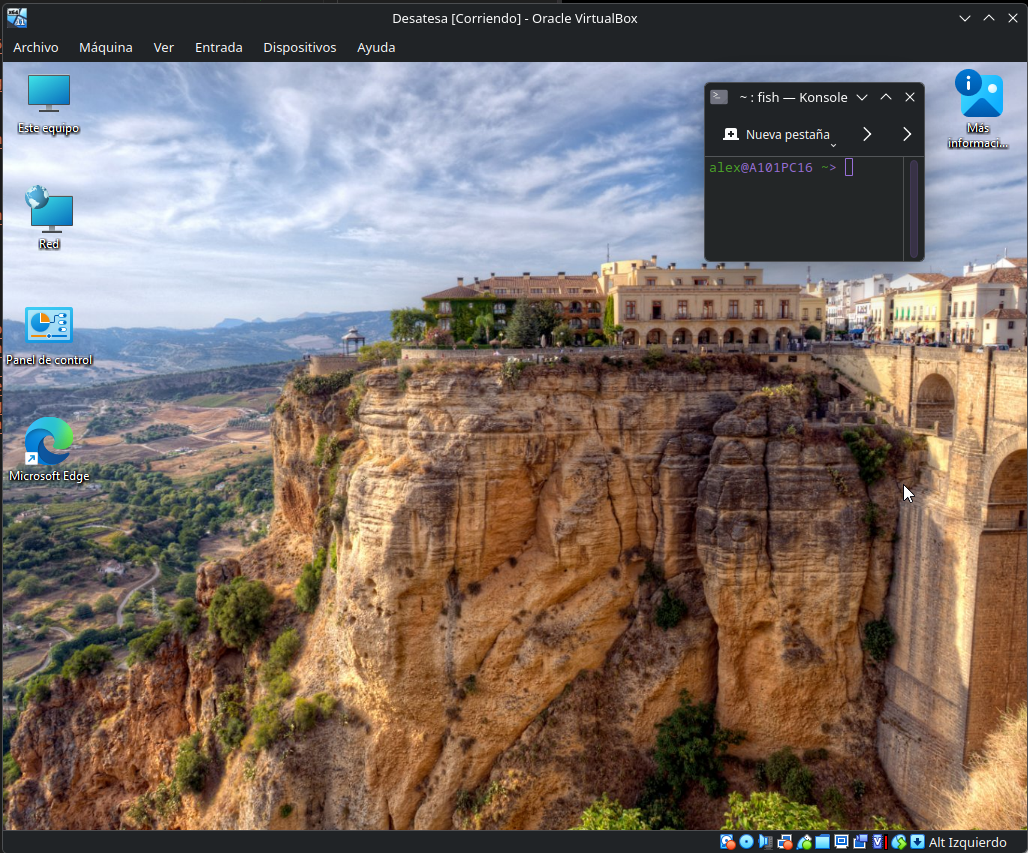 Desatesa [Corriendo] - Oracle VirtualBox
Archivo Máquina Ver Entrada Dispositivos Ayuda
Este equipo
Red
Panel de control
Microsoft Edge
~ : fish — Konsole
Nueva pestaña
alex@A101PC16 ~>
Más
informaci...
Alt Izquierdo